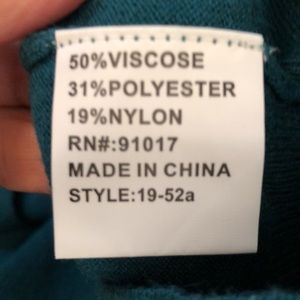 50%VISCOSE
31%POLYESTER
19%NYLON
RN#:91017
MADE IN CHINA
STYLE:19-52a